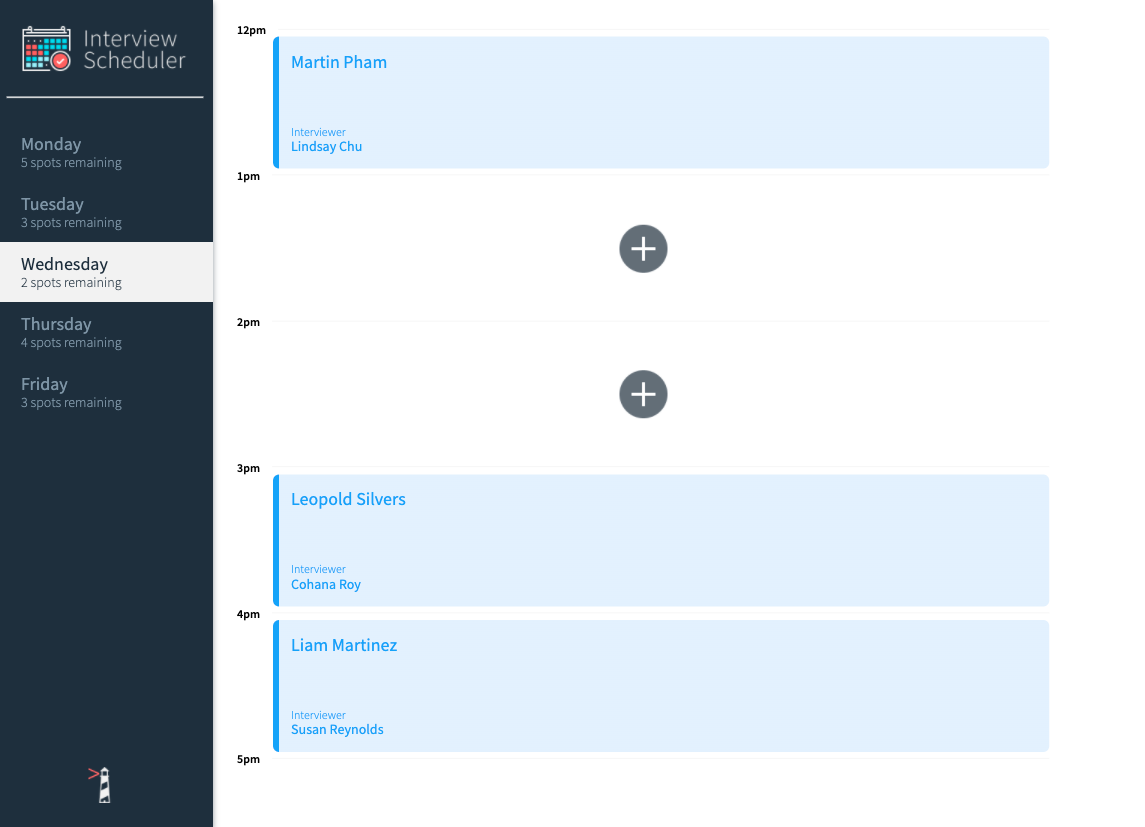 Interview
Scheduler
Monday
5 spots remaining
Tuesday
3 spots remaining
Wednesday
2 spots remaining
Thursday
4 spots remaining
Friday
3 spots remaining
12pm
Martin Pham
Interviewer
Lindsay Chu
1pm
2pm
3pm
Leopold Silvers
Interviewer
Cohana Roy
4pm
Liam Martinez
Interviewer
Susan Reynolds
5pm